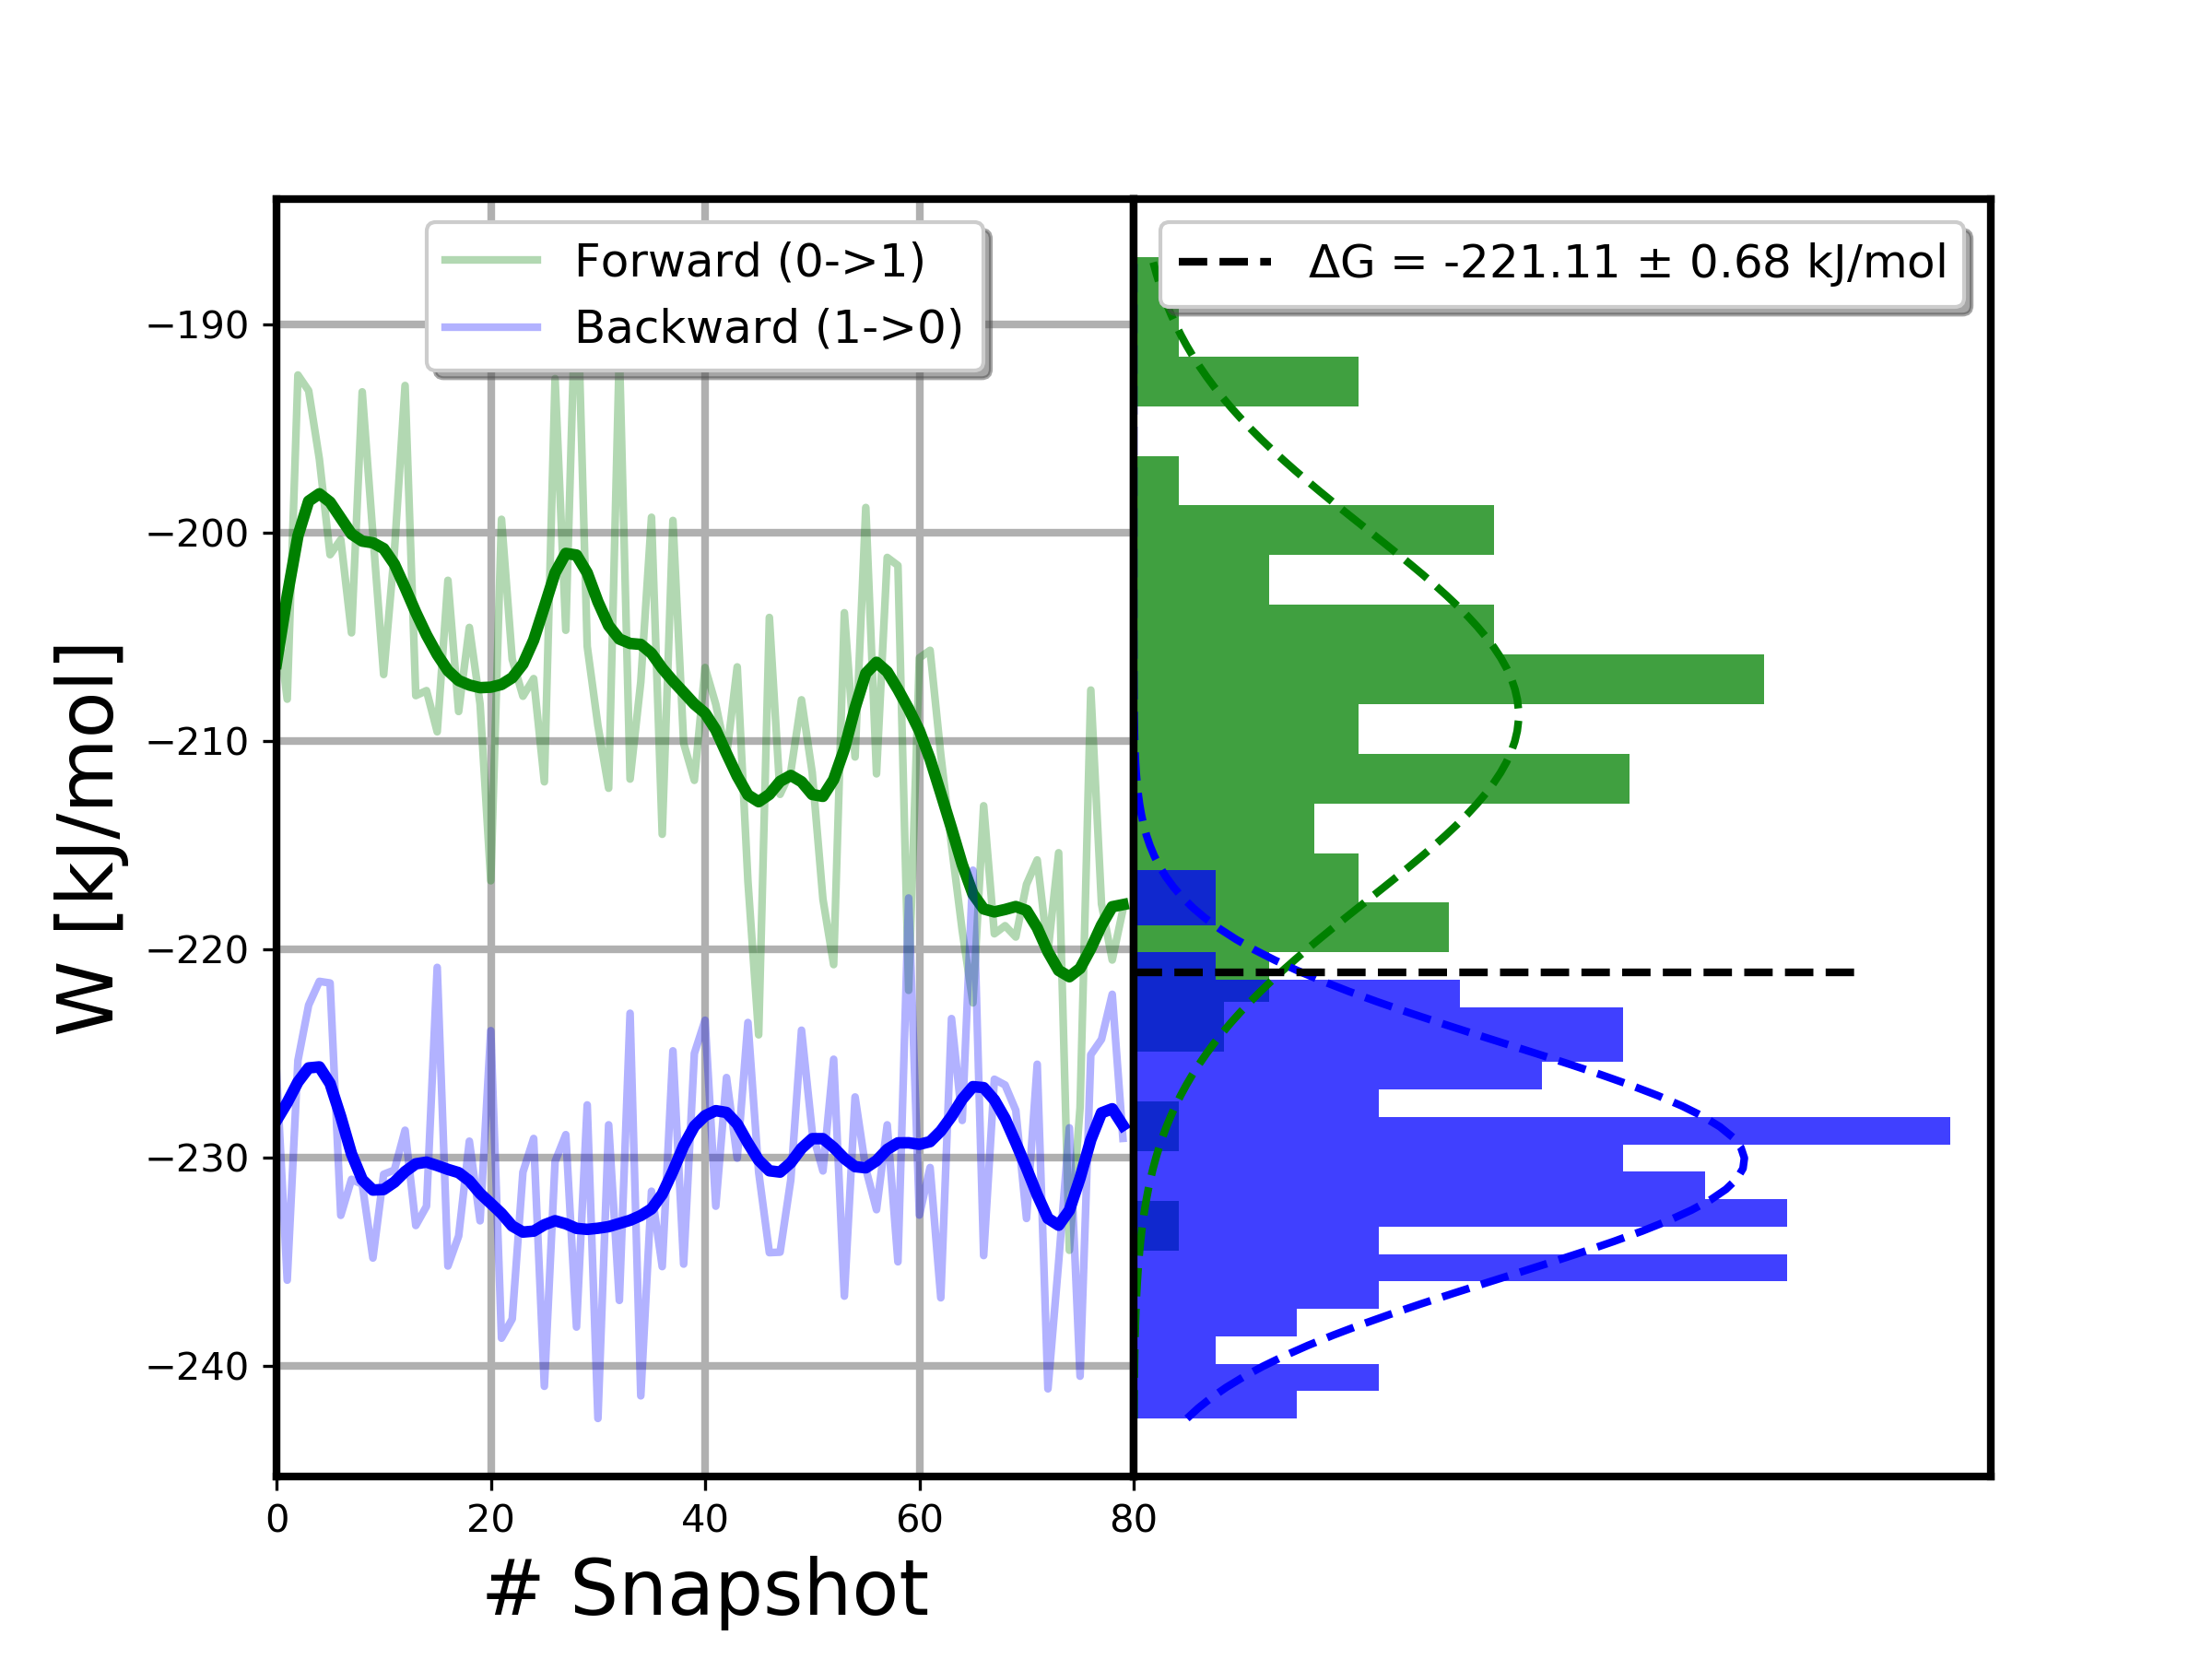 Forward (0->1)
Backward (1->0)
ΔG = -221.11 ± 0.68 kJ/mol
W [kJ/mol]
−190
−200
−210
−220
−230
−240
0 20 40 60 80
# Snapshot